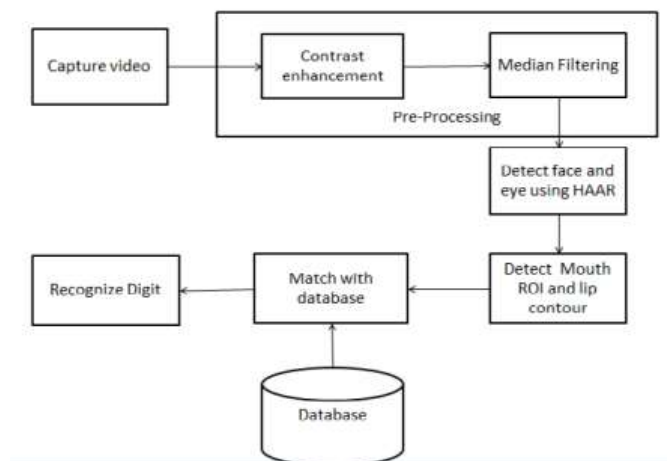 Capture video
Contrast
enhancement
Median Filtering
Pre-Processing
Detect face and
eye using HAAR
Detect Mouth
ROI and lip
contour
Match with
database
Recognize Digit
Database